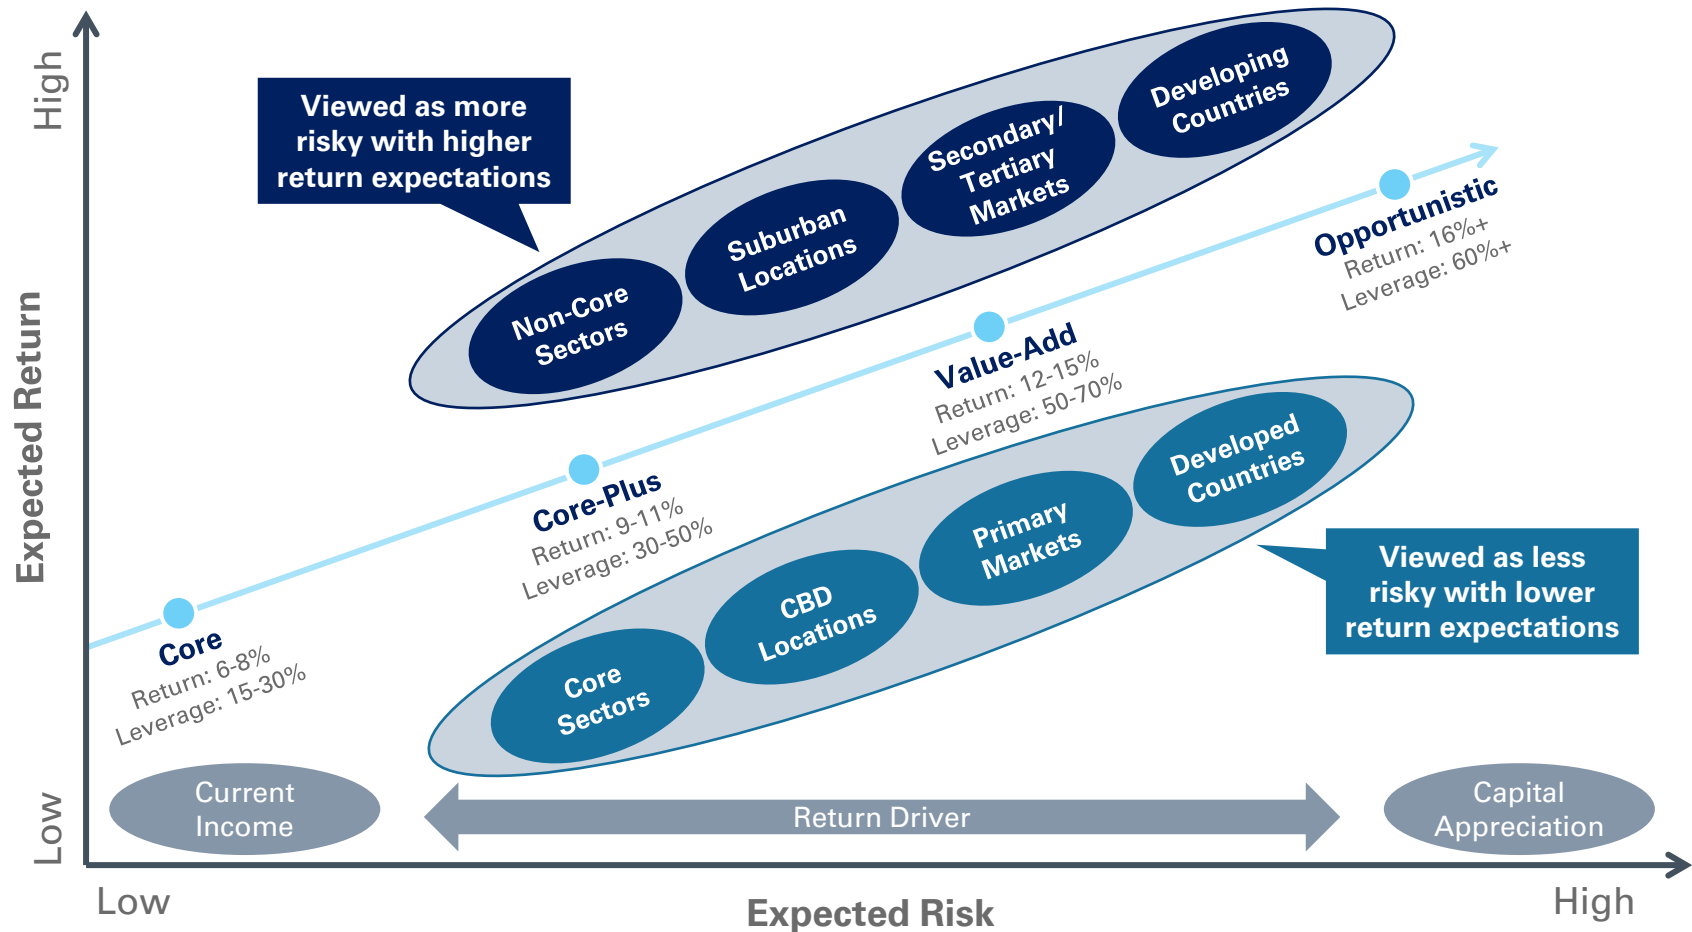 High
Expected Return
Low
Viewed as more
risky with higher
return expectations
Non-Core
Sectors
Suburban
Locations
Secondary/
Tertiary
Markets
Developing
Countries
Core
Return: 6-8%
Leverage: 15-30%
Core-Plus
Return: 9-11%
Leverage: 30-50%
Value-Add
Return: 12-15%
Leverage: 50-70%
Opportunistic
Return: 16%+
Leverage: 60%+
Core
Sectors
CBD
Locations
Primary
Markets
Developed
Countries
Viewed as less
risky with lower
return expectations
Current
Income
Return Driver
Capital
Appreciation
Low
Expected Risk
High